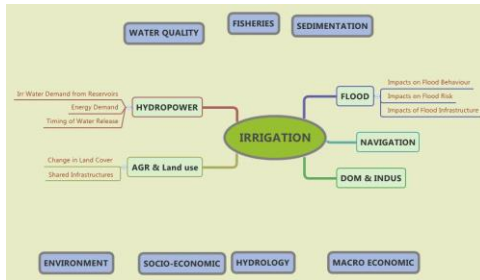 WATER QUALITY
FISHERIES
SEDIMENTATION
Irr Water Demand from Reservoirs
Energy Demand
Timing of Water Release
HYDROPOWER
Change in Land Cover
Shared Infrastructures
AGR & Land use
IRRIGATION
FLOOD
Impacts on Flood Behaviour
Impacts on Flood Risk
Impacts of Flood Infrastructure
NAVIGATION
DOM & INDUS
ENVIRONMENT
SOCIO-ECONOMIC
HYDROLOGY
MACRO ECONOMIC